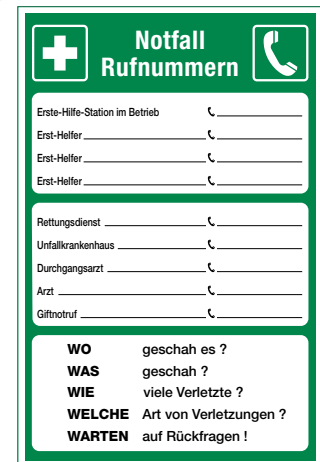 Notfall
Rufnummern
Erste-Hilfe-Station im Betrieb
Erst-Helfer
Erst-Helfer
Erst-Helfer
Rettungsdienst
Unfallkrankenhaus
Durchgangsarzt
Arzt
Giftnotruf
WO geschah es ?
WAS geschah ?
WIE viele Verletzte ?
WELCHE Art von Verletzungen ?
WARTEN auf Rückfragen !